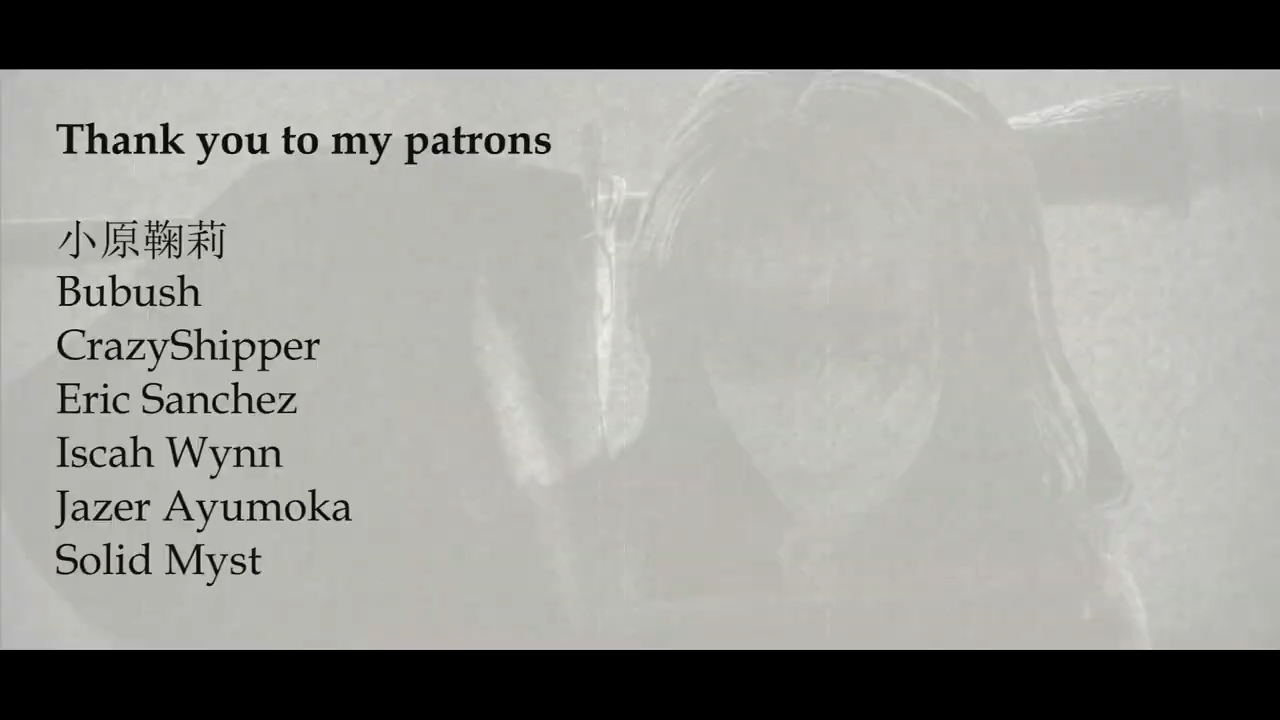 Thank you to my patrons
小原鞠莉
Bubush
CrazyShipper
Eric Sanchez
Iscah Wynn
Jazer Ayumoka
Solid Myst